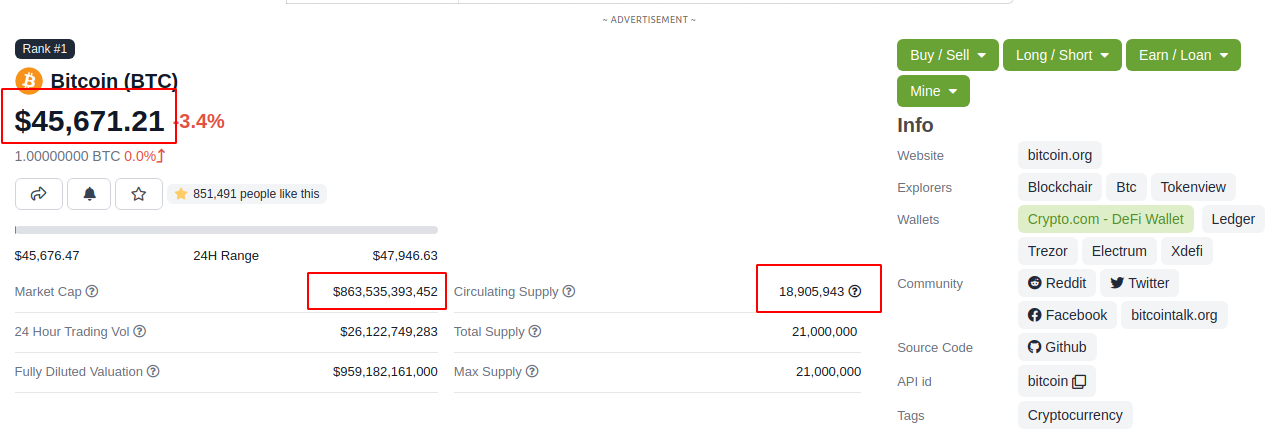 ~ ADVERTISEMENT ~
Rank #1
Bitcoin (BTC)
$45,671.21 -3.4%
1.00000000 BTC 0.0%
851,491 people like this
$45,676.47 24H Range $47,946.63
Market Cap $863,535,393,452
24 Hour Trading Vol $26,122,749,283
Fully Diluted Valuation $959,182,161,000
Circulating Supply 18,905,943
Total Supply 21,000,000
Max Supply 21,000,000
Buy / Sell Long / Short Earn / Loan
Mine
Info
Website bitcoin.org
Explorers Blockchair Btc Tokenview
Wallets Crypto.com - DeFi Wallet Ledger
Trezor Electrum Xdefi
Community Reddit Twitter
Facebook bitcointalk.org
Source Code Github
API id bitcoin
Tags Cryptocurrency